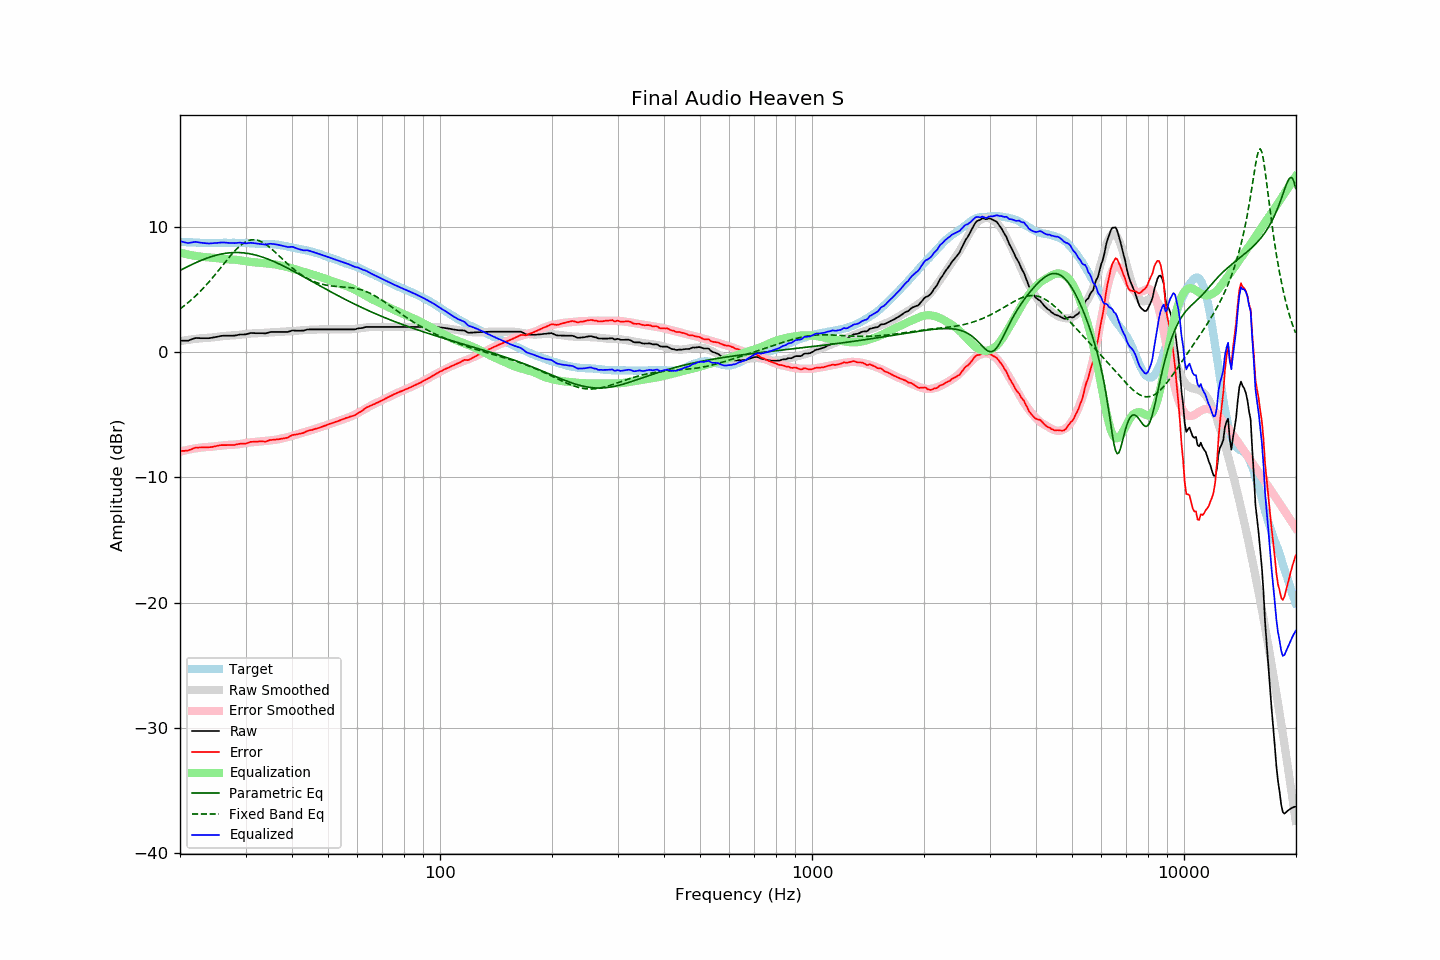 Final Audio Heaven S
Amplitude (dBr)
10
0
−10
−20
−30
−40
Target
Raw Smoothed
Error Smoothed
Raw
Error
Equalization
Parametric Eq
Fixed Band Eq
Equalized
100
1000
10000
Frequency (Hz)